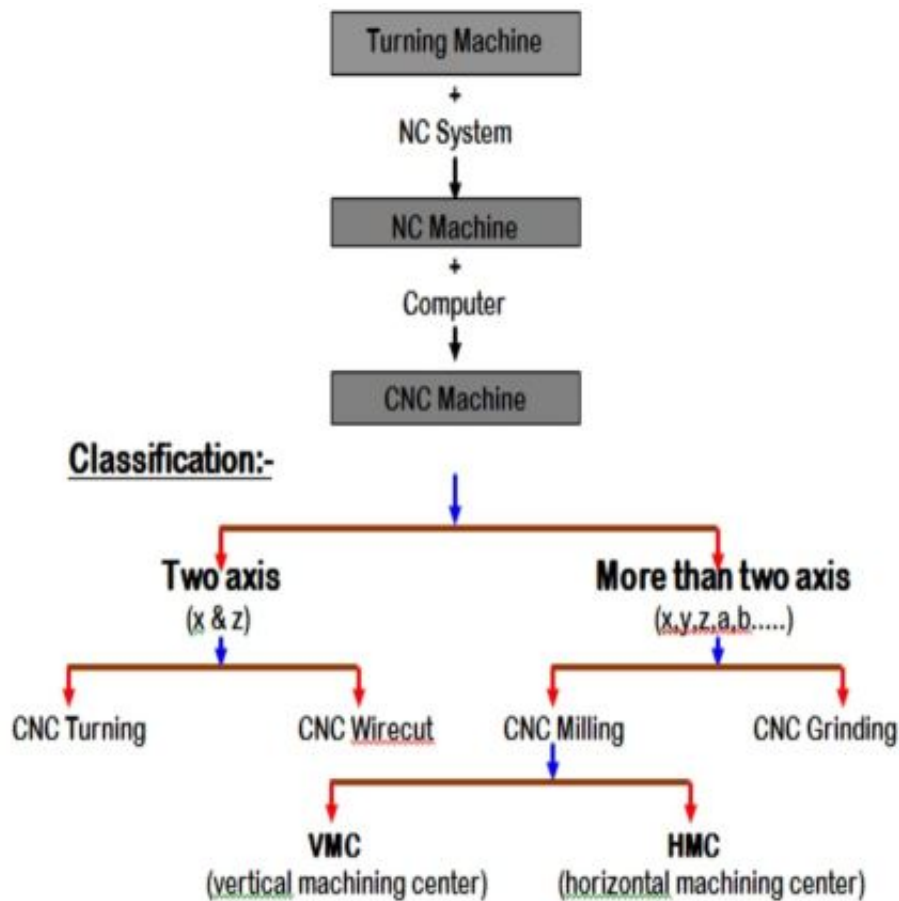 Turning Machine
+
NC System
NC Machine
+
Computer
CNC Machine
Classification:-
Two axis
(x & z)
More than two axis
(x,y,z,a,b.....)
CNC Turning
CNC Wirecut
CNC Milling
CNC Grinding
VMC
(vertical machining center)
HMC
(horizontal machining center)